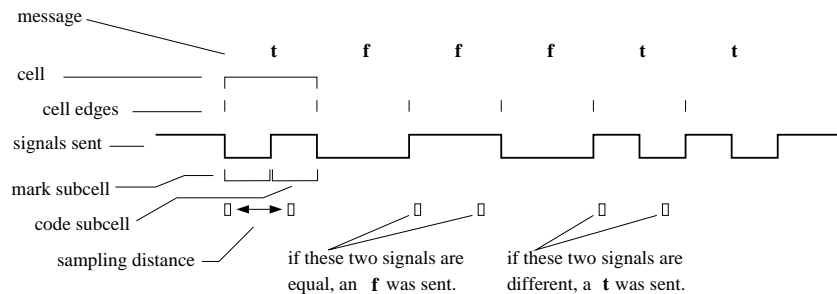 message
t f f f t t
cell
cell edges
signals sent
mark subcell
code subcell
sampling distance
if these two signals are
equal, an f was sent.
if these two signals are
different, a t was sent.